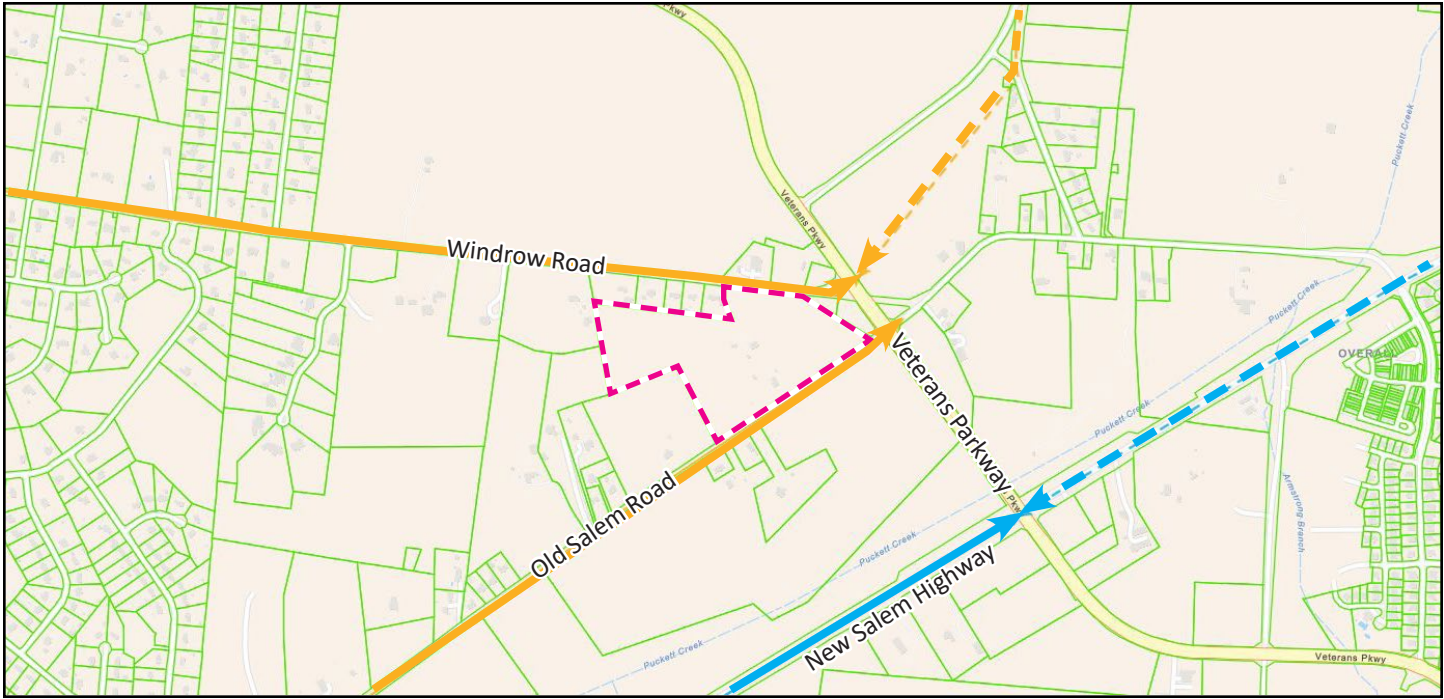 Pkwy
Veterans Pkwy
Puckett Creek
Windrow Road
Puckett Creek
OVERALL
Veterans Parkway
Puckett Creek
Old Salem Road
Pkwy
Armstrong Branch
Puckett Creek
New Salem Highway
Puckett Creek
Veterans Pkwy